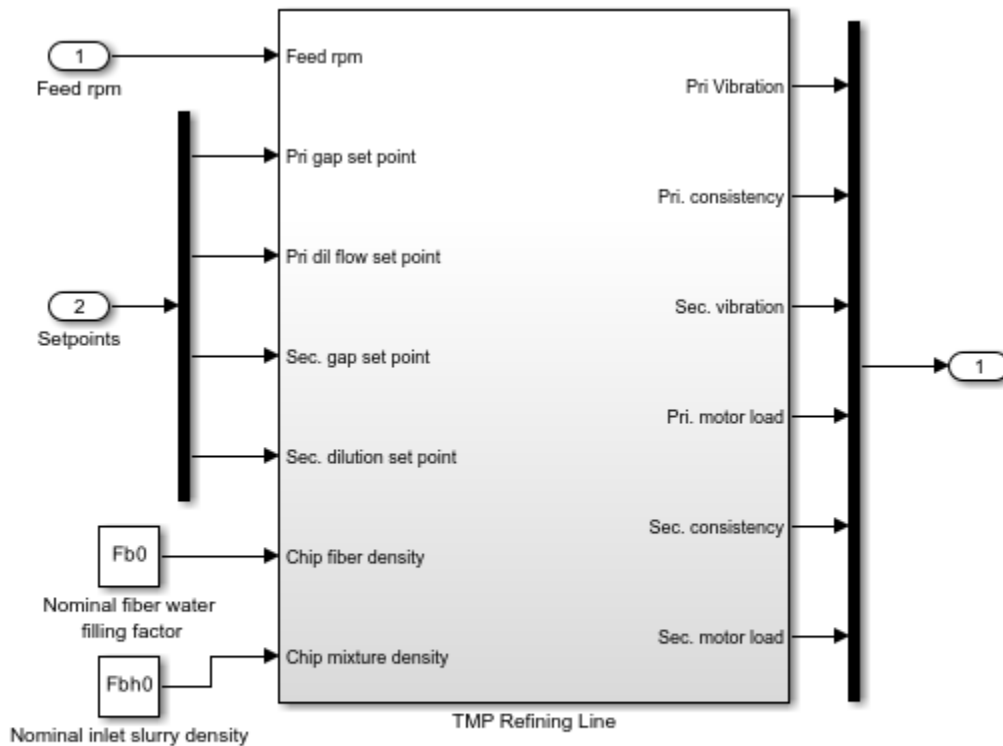 1
Feed rpm
2
Setpoints
Fb0
Nominal fiber water
filling factor
Fbh0
Nominal inlet slurry density
Feed rpm
Pri gap set point
Pri dil flow set point
Sec. gap set point
Sec. dilution set point
Chip fiber density
Chip mixture density
Pri Vibration
Pri. consistency
Sec. vibration
Pri. motor load
Sec. consistency
Sec. motor load
TMP Refining Line
1